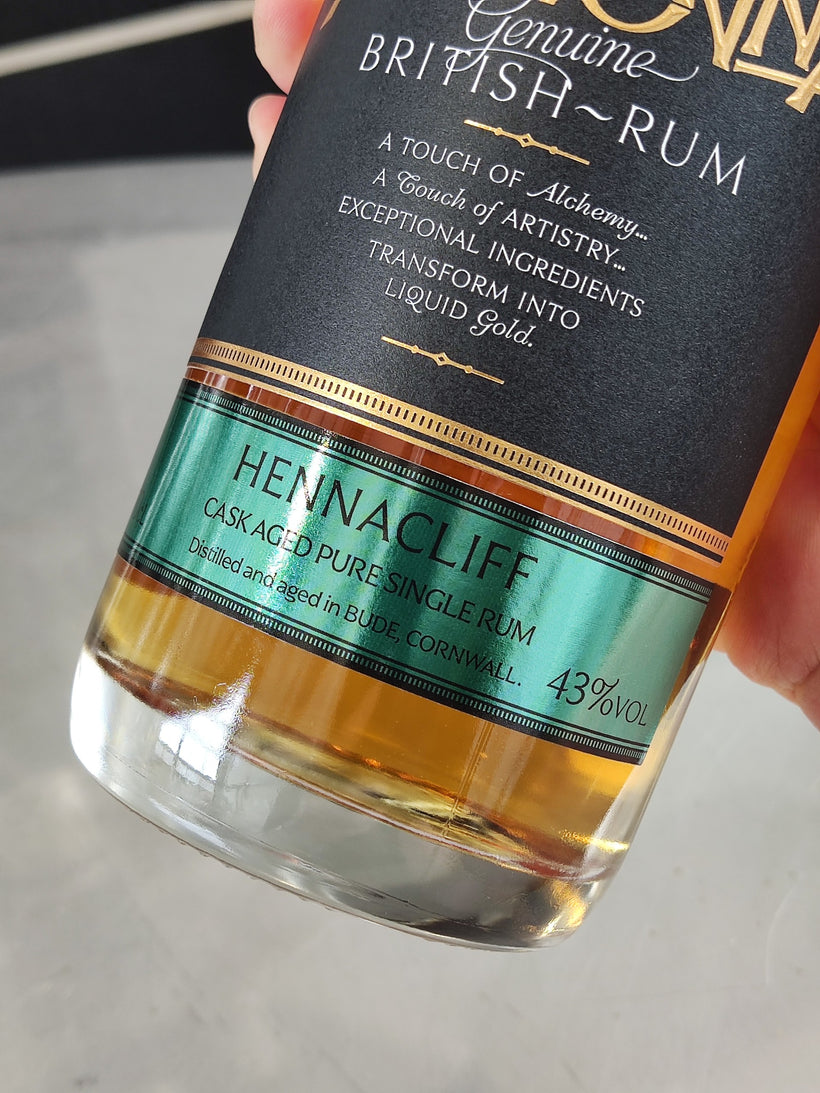 Genuine
BRITISH~RUM
A TOUCH OF Alchemy...
A Touch of ARTISTRY...
EXCEPTIONAL INGREDIENTS
TRANSFORM INTO
LIQUID Gold.
HENNACLIFF
CASK AGED PURE SINGLE RUM
Distilled and aged in BUDE, CORNWALL.
43%VOL